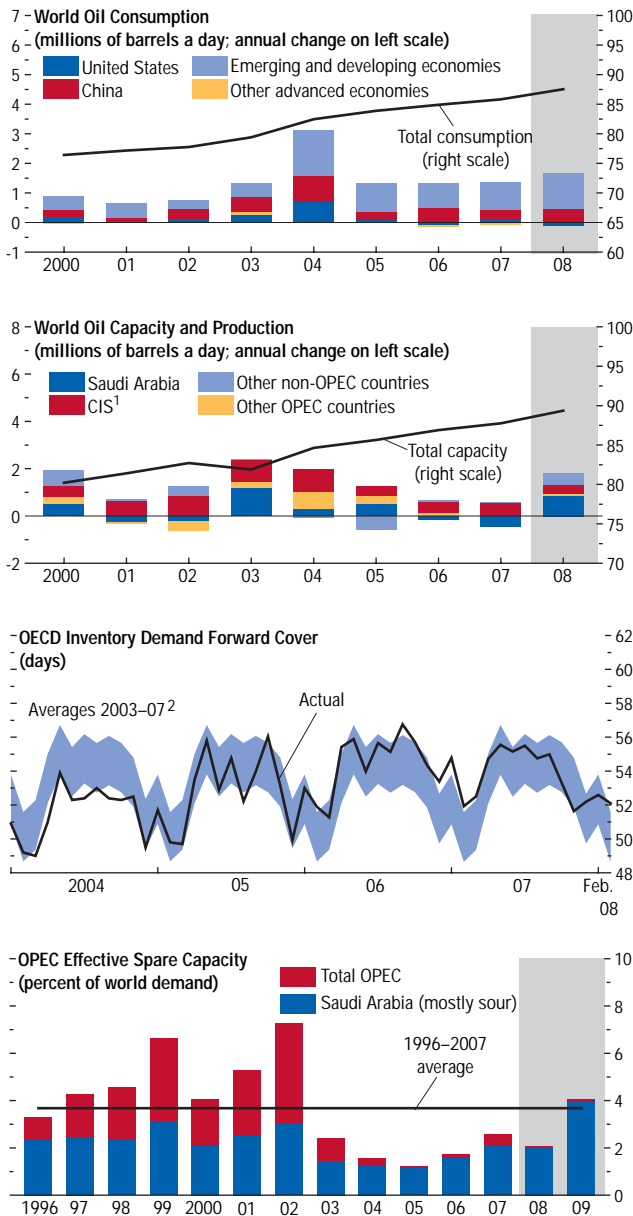 World Oil Consumption
(millions of barrels a day; annual change on left scale)
United States
Emerging and developing economies
China
Other advanced economies
Total consumption
(right scale)
7
6
5
4
3
2
1
0
-1
100
95
90
85
80
75
70
65
60
2000 01 02 03 04 05 06 07 08
World Oil Capacity and Production
(millions of barrels a day; annual change on left scale)
Saudi Arabia
Other non-OPEC countries
CIS1
Other OPEC countries
Total capacity
(right scale)
8
6
4
2
0
-2
100
95
90
85
80
75
70
2000 01 02 03 04 05 06 07 08
OECD Inventory Demand Forward Cover
(days)
Averages 2003–07 2
Actual
62
60
58
56
54
52
50
48
2004 05 06 07 Feb.
08
OPEC Effective Spare Capacity
(percent of world demand)
Total OPEC
Saudi Arabia (mostly sour)
1996–2007
average
10
8
6
4
2
0
1996 97 98 99 2000 01 02 03 04 05 06 07 08 09